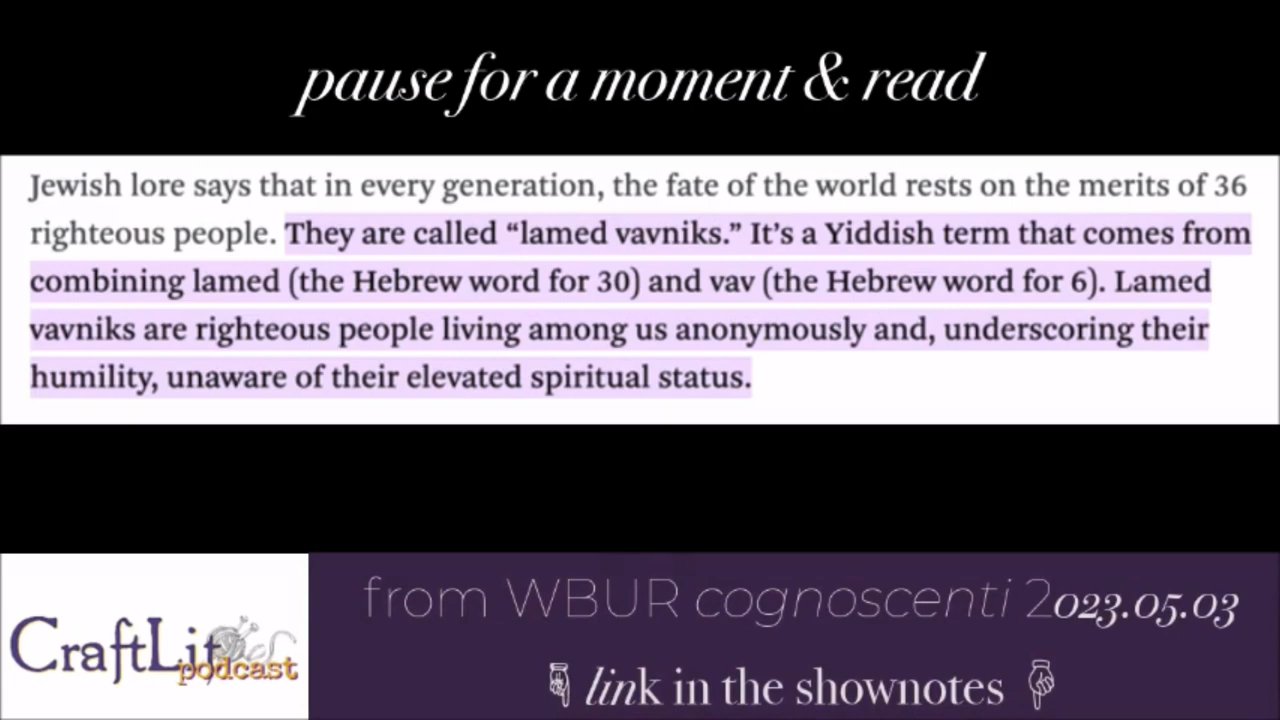 pause for a moment & read
Jewish lore says that in every generation, the fate of the world rests on the merits of 36
righteous people. They are called “lamed vavniks.” It’s a Yiddish term that comes from
combining lamed (the Hebrew word for 30) and vav (the Hebrew word for 6). Lamed
vavniks are righteous people living among us anonymously and, underscoring their
humility, unaware of their elevated spiritual status.
from WBUR cognoscenti 2023.05.03
CraftLit
podcast
link in the shownotes